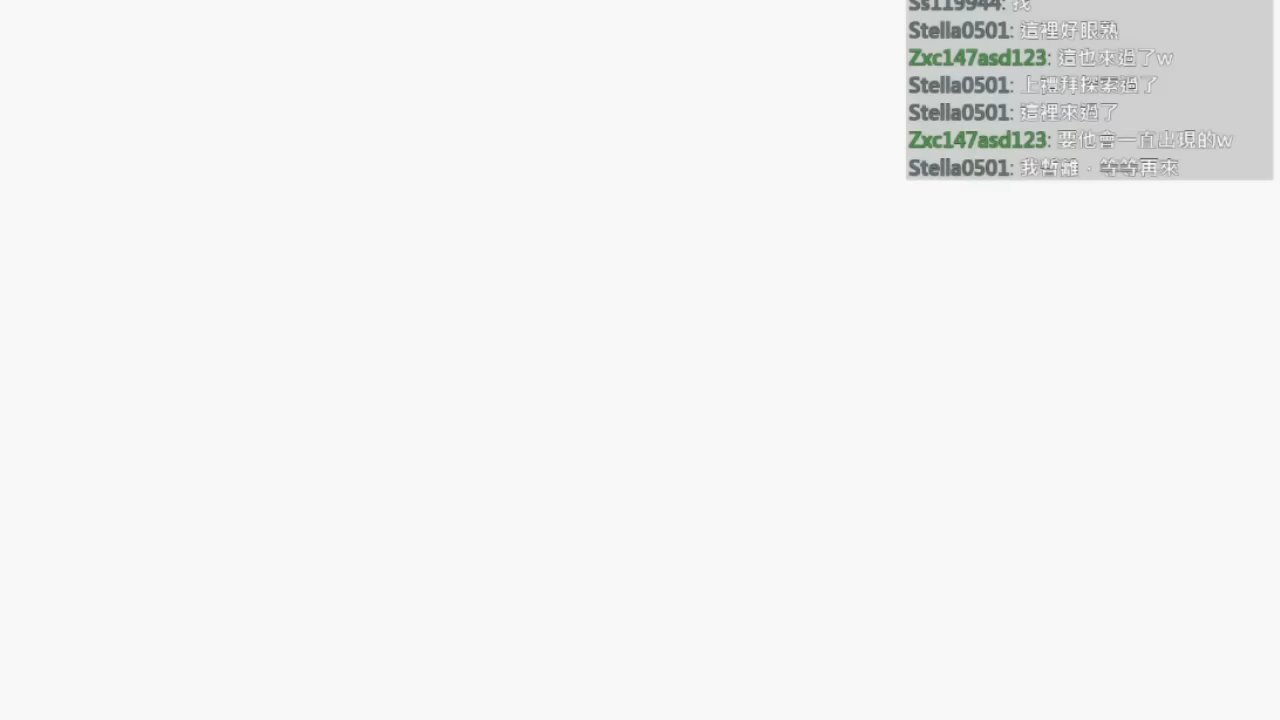 Ss119944: 找
Stella0501: 這裡好眼熟
Zxc147asd123: 這也來過了w
Stella0501: 上禮拜探索過了
Stella0501: 這裡來過了
Zxc147asd123: 要他會一直出現的w
Stella0501: 我暫離，等等再來